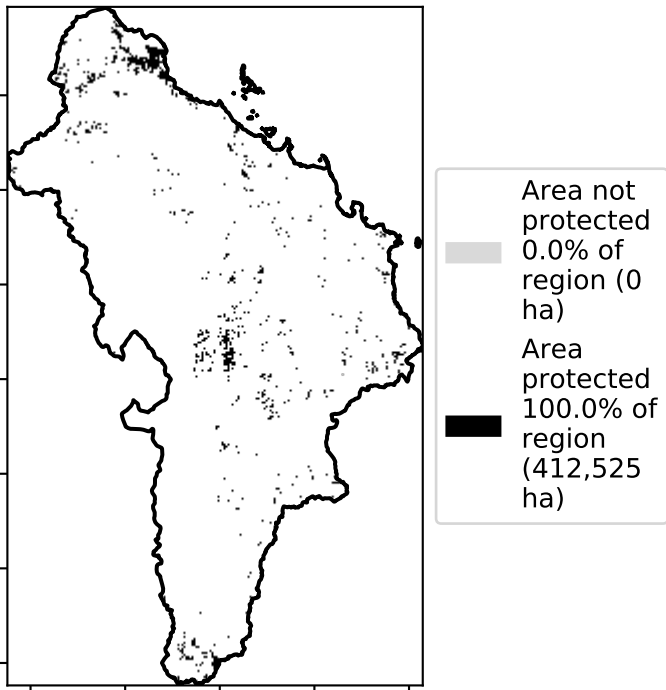 Area not
protected
0.0% of
region (0
ha)
Area
protected
100.0% of
region
(412,525
ha)